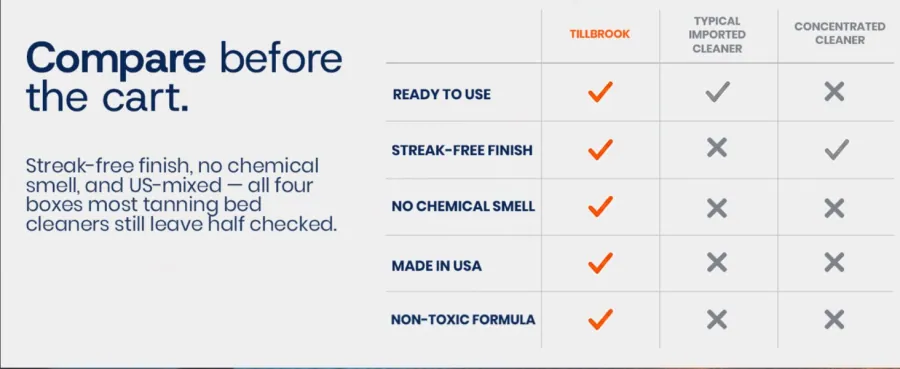 Compare before
the cart.
Streak-free finish, no chemical
smell, and US-mixed — all four
boxes most tanning bed
cleaners still leave half checked.
TILLBROOK
TYPICAL
IMPORTED
CLEANER
CONCENTRATED
CLEANER
READY TO USE
STREAK-FREE FINISH
NO CHEMICAL SMELL
MADE IN USA
NON-TOXIC FORMULA